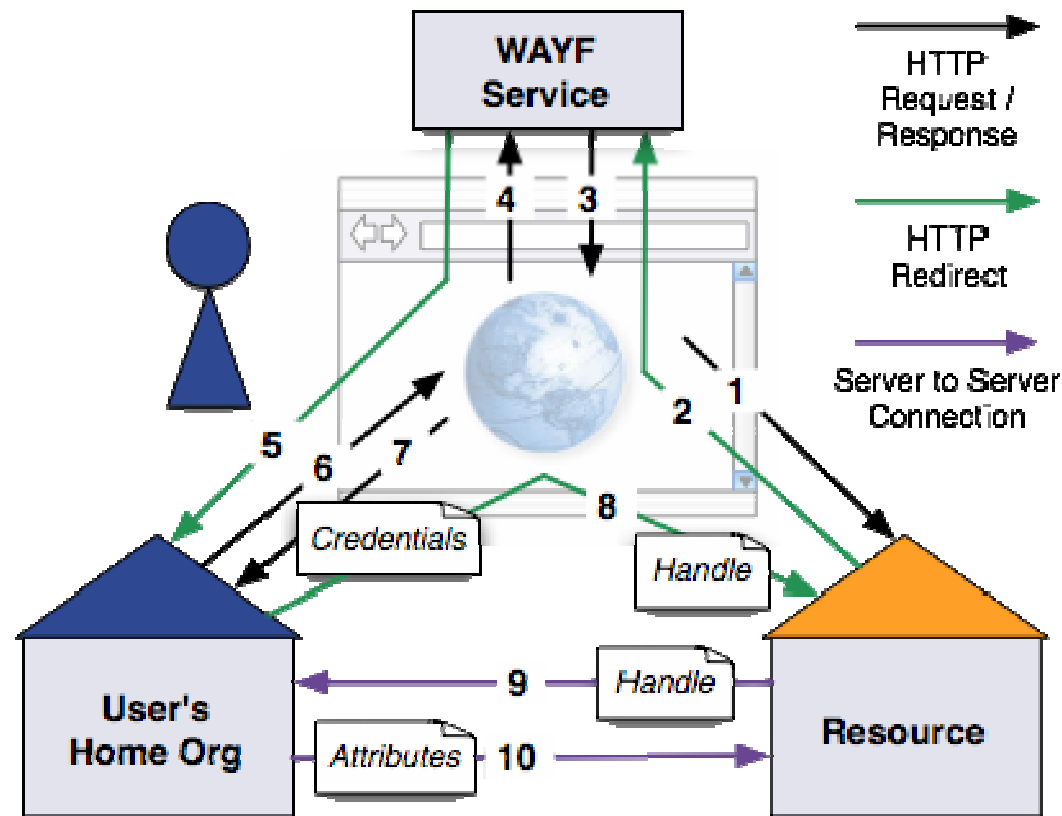 WAYF
Service
HTTP
Request /
Response
HTTP
Redirect
Server to Server
Connection
4
3
1
2
5
6
7
8
Credentials
Handle
9
Handle
User's
Home Org
Resource
Attributes
10